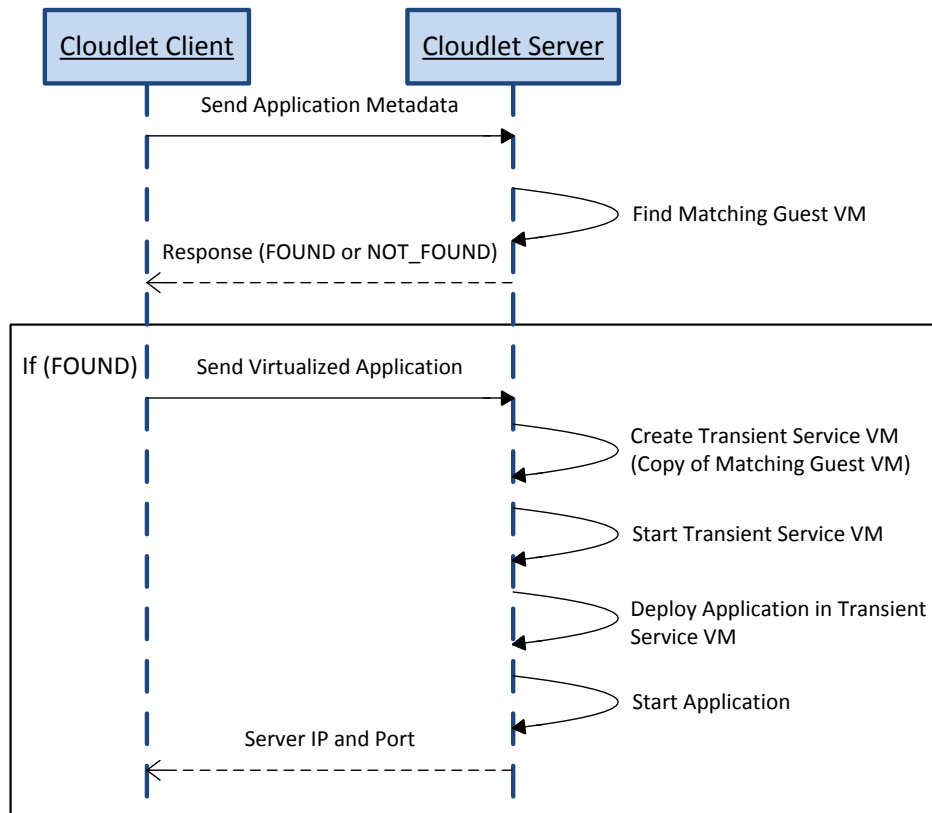 Cloudlet Client
Cloudlet Server
Send Application Metadata
Find Matching Guest VM
Response (FOUND or NOT_FOUND)
If (FOUND)
Send Virtualized Application
Create Transient Service VM
(Copy of Matching Guest VM)
Start Transient Service VM
Deploy Application in Transient
Service VM
Start Application
Server IP and Port